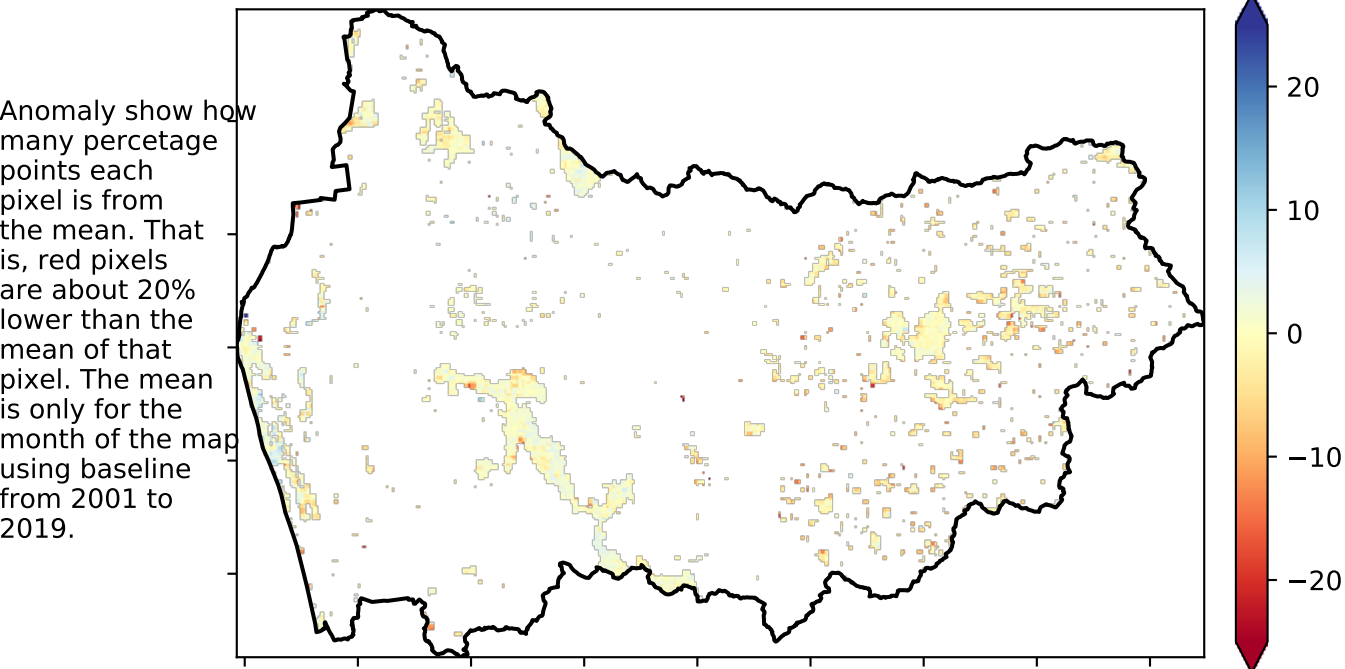 Anomaly show how
many percetage
points each
pixel is from
the mean. That
is, red pixels
are about 20%
lower than the
mean of that
pixel. The mean
is only for the
month of the map
using baseline
from 2001 to
2019.
20
10
0
−10
−20